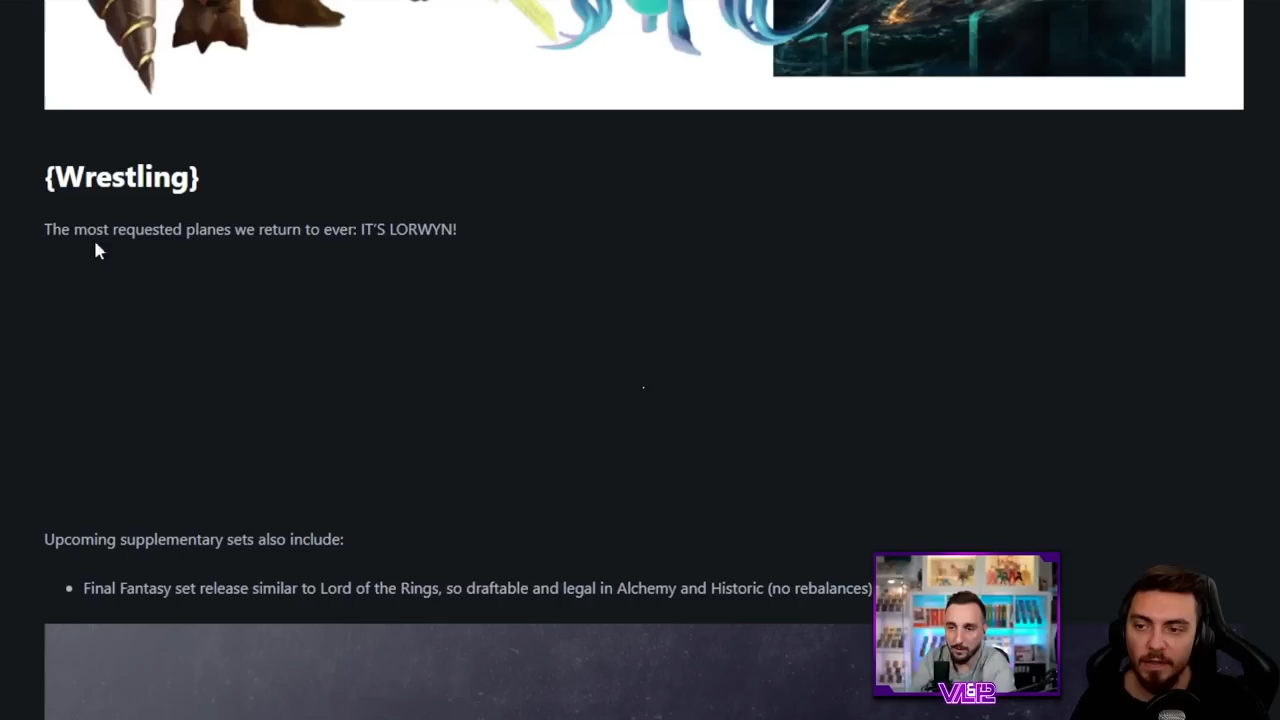 {Wrestling}
The most requested planes we return to ever: IT'S LORWYN!
Upcoming supplementary sets also include:
Final Fantasy set release similar to Lord of the Rings, so draftable and legal in Alchemy and Historic (no rebalances)